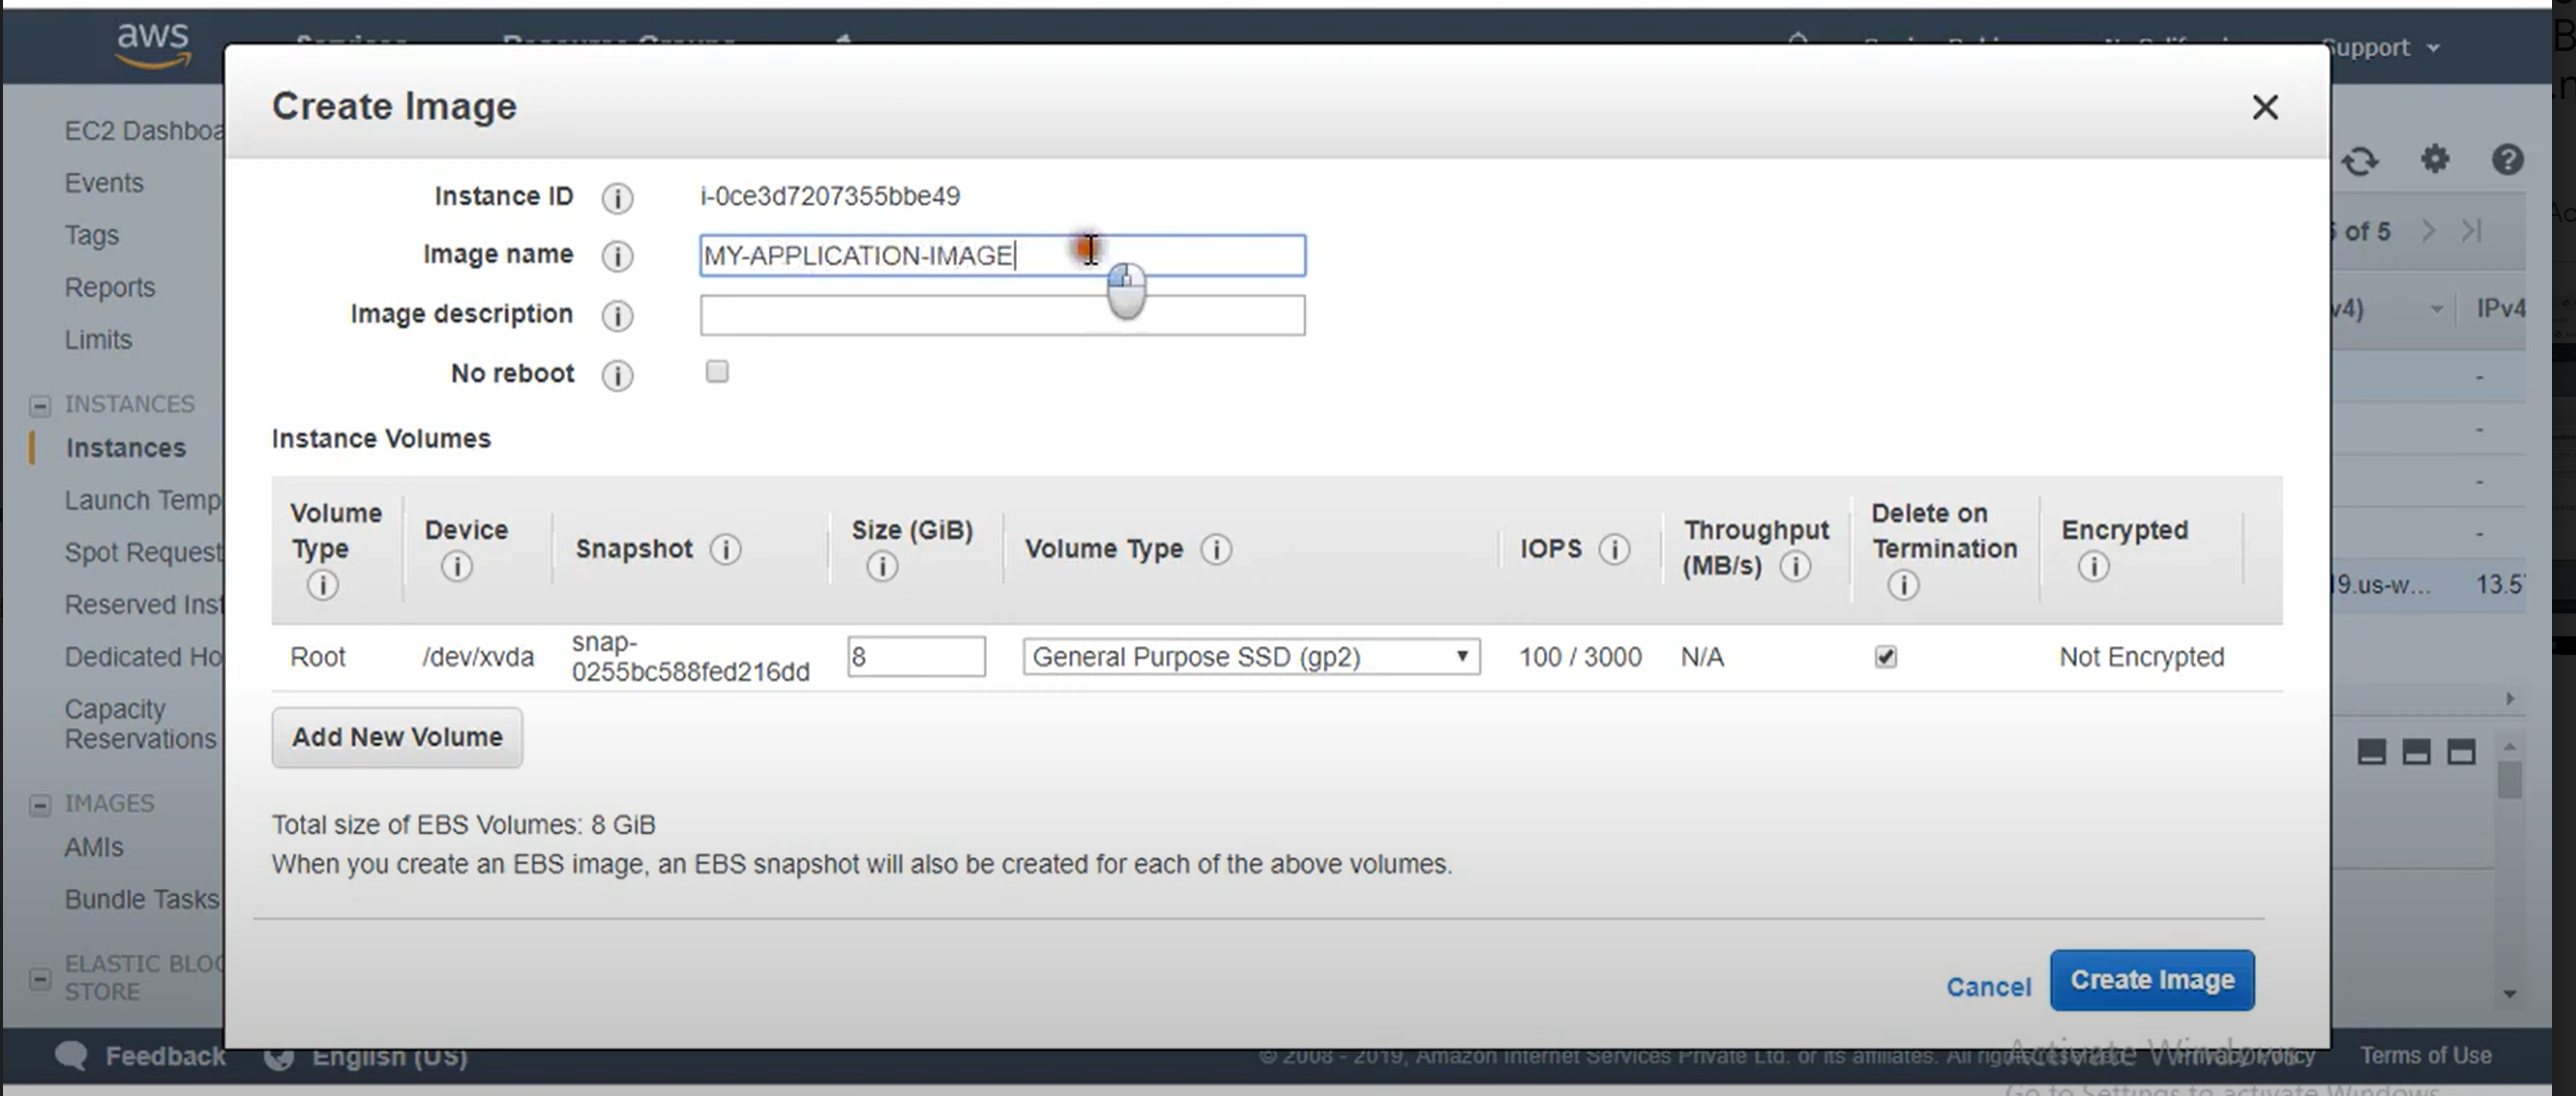 aws
Support
Create Image
EC2 Dashboa
Events
Tags
Reports
Limits
INSTANCES
Instances
Launch Temp
Spot Request
Reserved Inst
Dedicated Ho
Capacity
Reservations
IMAGES
AMIs
Bundle Tasks
ELASTIC BLOC
STORE
Instance ID i-0ce3d7207355bbe49
Image name MY-APPLICATION-IMAGE
Image description
No reboot
Instance Volumes
Volume Type Device Snapshot Size (GiB) Volume Type IOPS Throughput (MB/s) Delete on Termination Encrypted
Root /dev/xvda snap-0255bc588fed216dd 8 General Purpose SSD (gp2) 100 / 3000 N/A Not Encrypted
Add New Volume
Total size of EBS Volumes: 8 GiB
When you create an EBS image, an EBS snapshot will also be created for each of the above volumes.
Cancel Create Image
of 5
v4) IPv4
19.us-w... 13.5
Feedback English (US)
© 2008 - 2019, Amazon Internet Services Private Ltd. or its affiliates. All Privacy Policy Terms of Use
Activate Windows
Go to Settings to activate Windows.